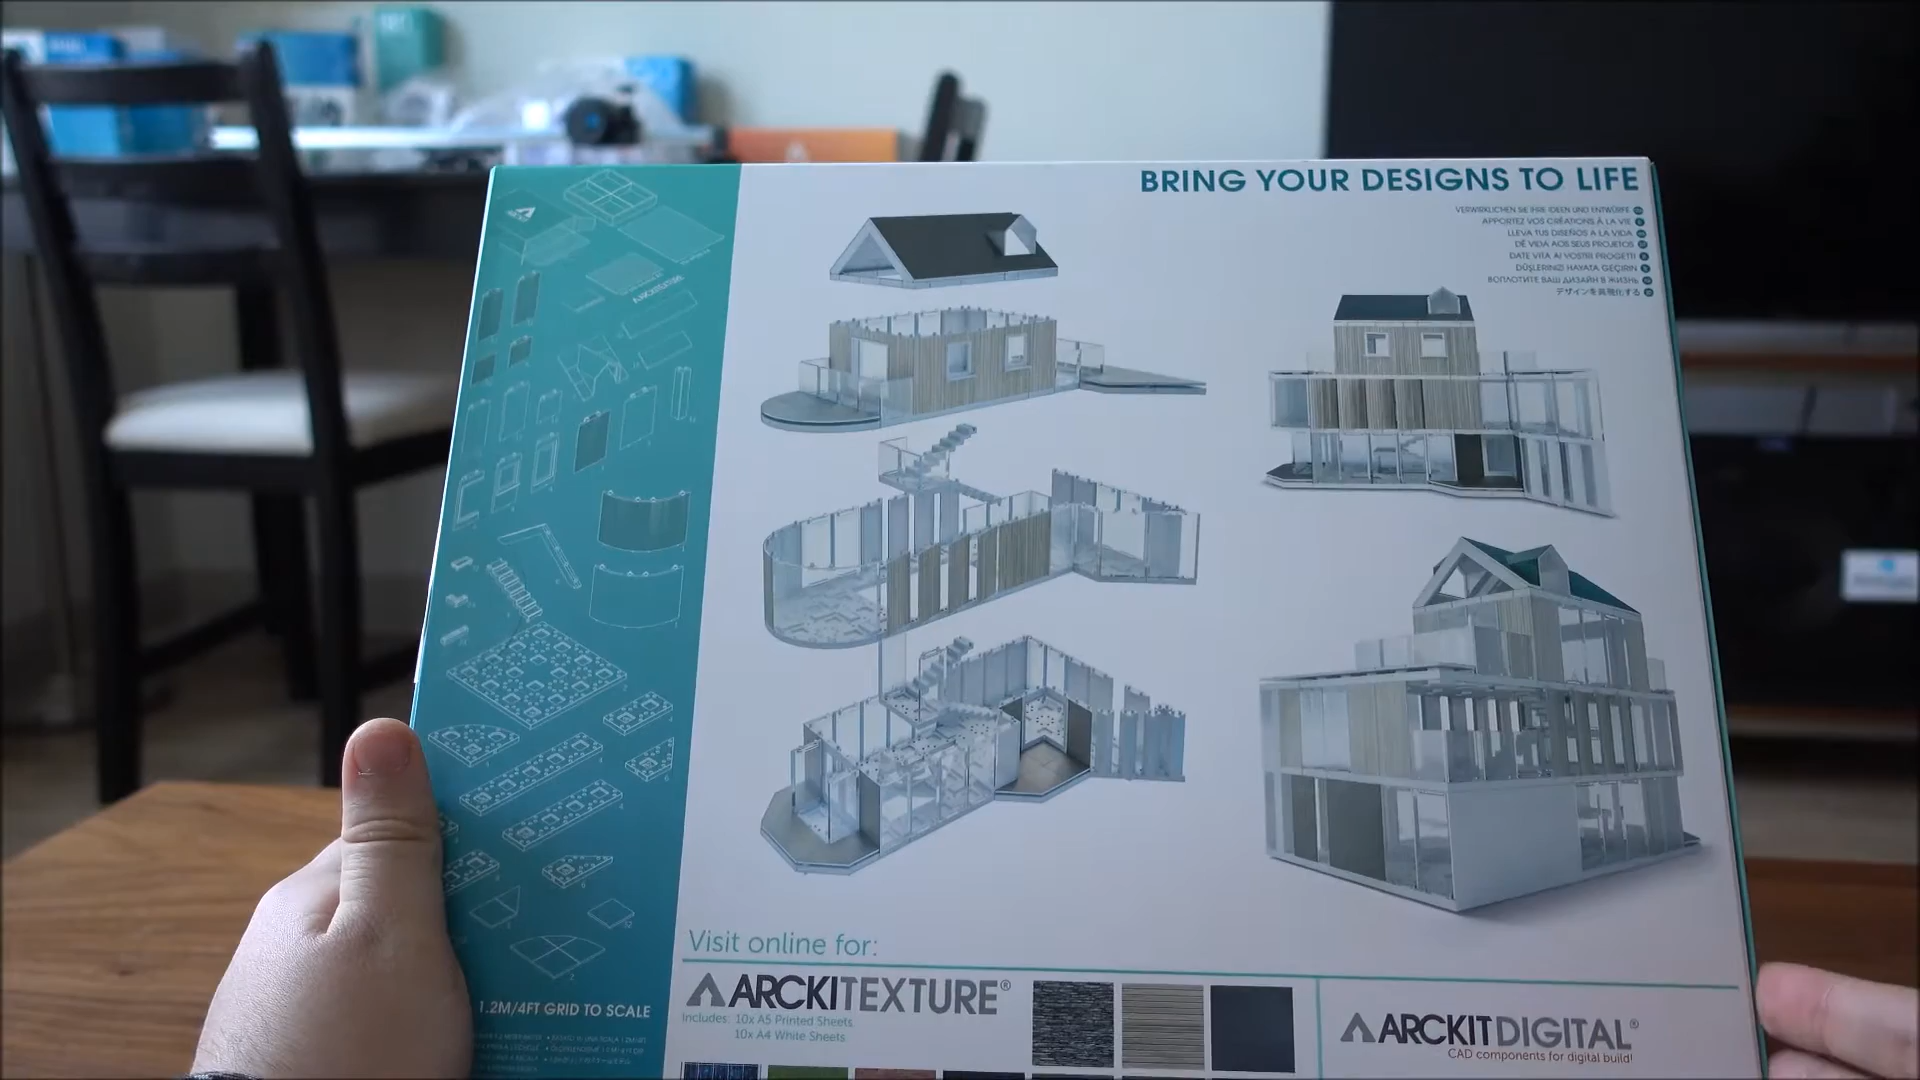 BRING YOUR DESIGNS TO LIFE
VERWIRKLICHEN SIE IHRE IDEEN UND ENTWÜRFE
APPORTEZ VOS CRÉATIONS À LA VIE
LLEVA TUS DISEÑOS A LA VIDA
DÊ VIDA AOS SEUS PROJETOS
DATE VITA AI VOSTRI PROGETTI
DÜŞLERINIZI HAYATA GEÇIRIN
ВОПЛОТИТЕ ВАШ ДИЗАЙН В ЖИЗНЬ
デザインを具現化する
ARCKITEXTURE
1.2M/4FT GRID TO SCALE
Visit online for:
ARCKITEXTURE®
Includes: 10x A5 Printed Sheets
10x A4 White Sheets
ARCKITDIGITAL®
CAD components for digital build!